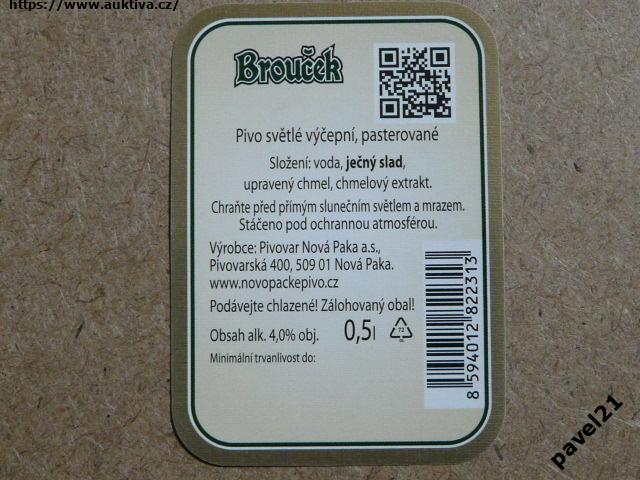 https://www.auktiva.cz/
Brouček
Pivo světlé výčepní, pasterované
Složení: voda, ječný slad,
upravený chmel, chmelový extrakt.
Chraňte před přímým slunečním světlem a mrazem.
Stáčeno pod ochrannou atmosférou.
Výrobce: Pivovar Nová Paka a.s.,
Pivovarská 400, 509 01 Nová Paka.
www.novopackepivo.cz
Podávejte chlazené! Zálohovaný obal!
Obsah alk. 4,0% obj. 0,5l
Minimální trvanlivost do:
8 594012 822313
pavel21